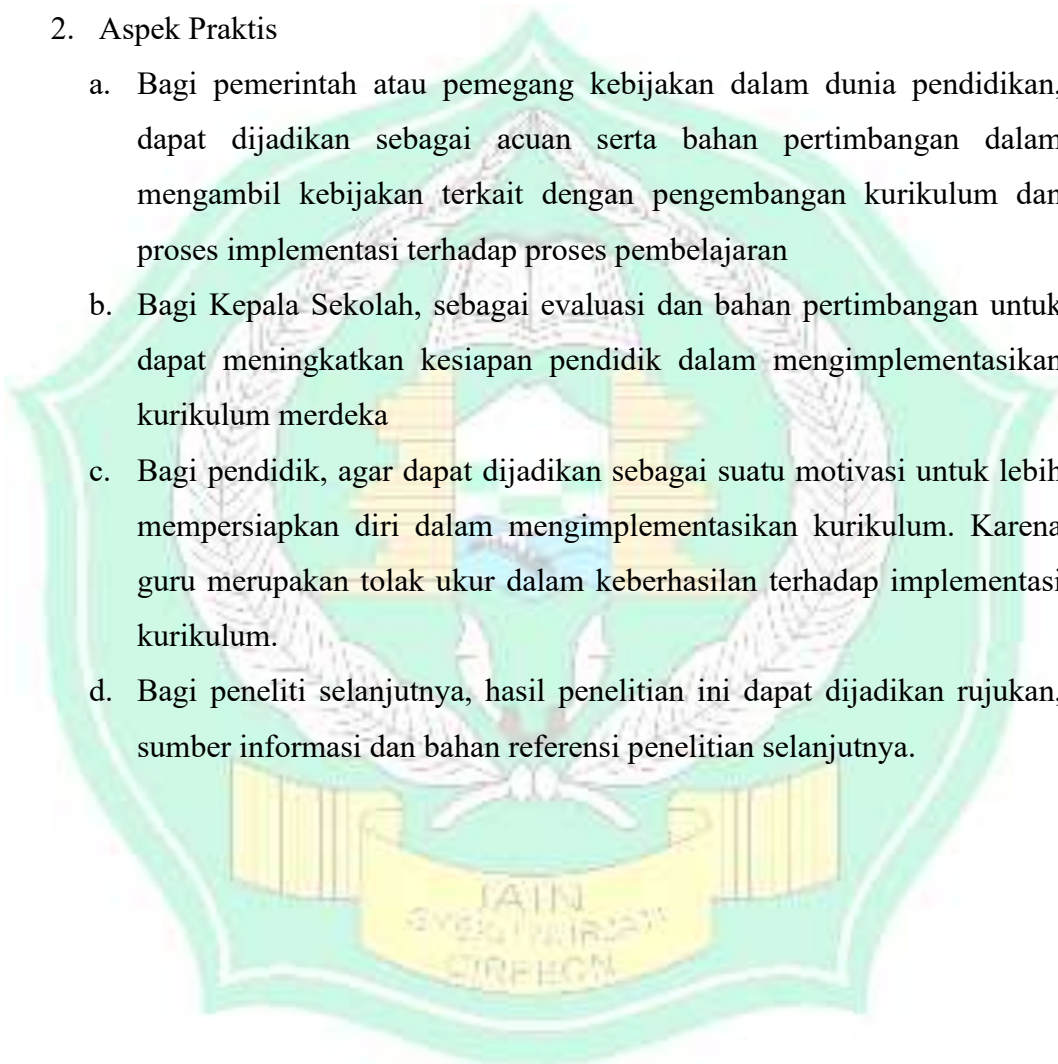 2. Aspek Praktis
a. Bagi pemerintah atau pemegang kebijakan dalam dunia pendidikan,
dapat dijadikan sebagai acuan serta bahan pertimbangan dalam
mengambil kebijakan terkait dengan pengembangan kurikulum dan
proses implementasi terhadap proses pembelajaran
b. Bagi Kepala Sekolah, sebagai evaluasi dan bahan pertimbangan untuk
dapat meningkatkan kesiapan pendidik dalam mengimplementasikan
kurikulum merdeka
c. Bagi pendidik, agar dapat dijadikan sebagai suatu motivasi untuk lebih
mempersiapkan diri dalam mengimplementasikan kurikulum. Karena
guru merupakan tolak ukur dalam keberhasilan terhadap implementasi
kurikulum.
d. Bagi peneliti selanjutnya, hasil penelitian ini dapat dijadikan rujukan,
sumber informasi dan bahan referensi penelitian selanjutnya.
IAIN
SYEKH NURJATI
CIREBON